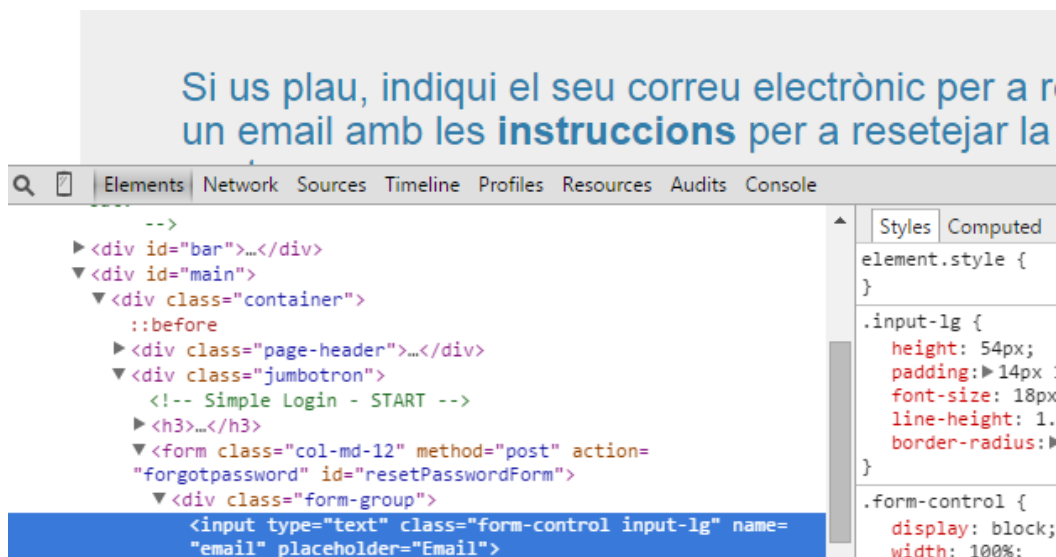 Si us plau, indiqui el seu correu electrònic per a
un email amb les instruccions per a resetejar la
Elements Network Sources Timeline Profiles Resources Audits Console
-->
<div id="bar">…</div>
<div id="main">
<div class="container">
::before
<div class="page-header">…</div>
<div class="jumbotron">
<!-- Simple Login - START -->
<h3>…</h3>
<form class="col-md-12" method="post" action=
"forgotpassword" id="resetPasswordForm">
<div class="form-group">
<input type="text" class="form-control input-lg" name=
"email" placeholder="Email">
Styles Computed
element.style {
}
.input-lg {
height: 54px;
padding: 14px
font-size: 18px
line-height: 1.
border-radius:
}
.form-control {
display: block;
width: 100%;